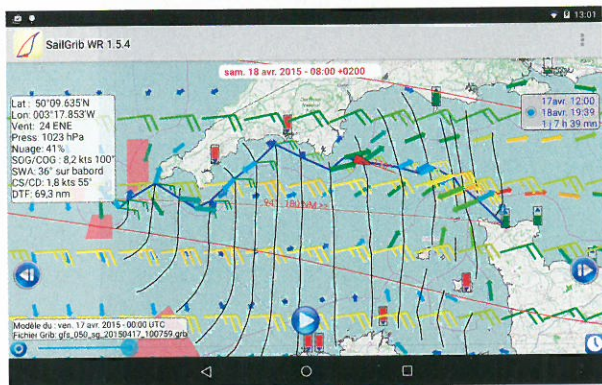 13:01
SailGrib WR 1.5.4
sam. 18 avr. 2015 - 08:00 +0200
Lat : 50°09.635'N
Lon: 003°17.853'W
Vent: 24 ENE
Press: 1023 hPa
Nuage: 41%
SOG/COG : 8,2 kts 100°
SWA: 36° sur babord
CS/CD: 1,8 kts 55°
DTF: 69,3 nm
17avr. 12:00
18avr. 19:39
1 j 7 h 39 mn
Modèle du : ven. 17 avr. 2015 - 00:00 UTC
Fichier Grib: gfs_050_sg_20150417_100759.grb